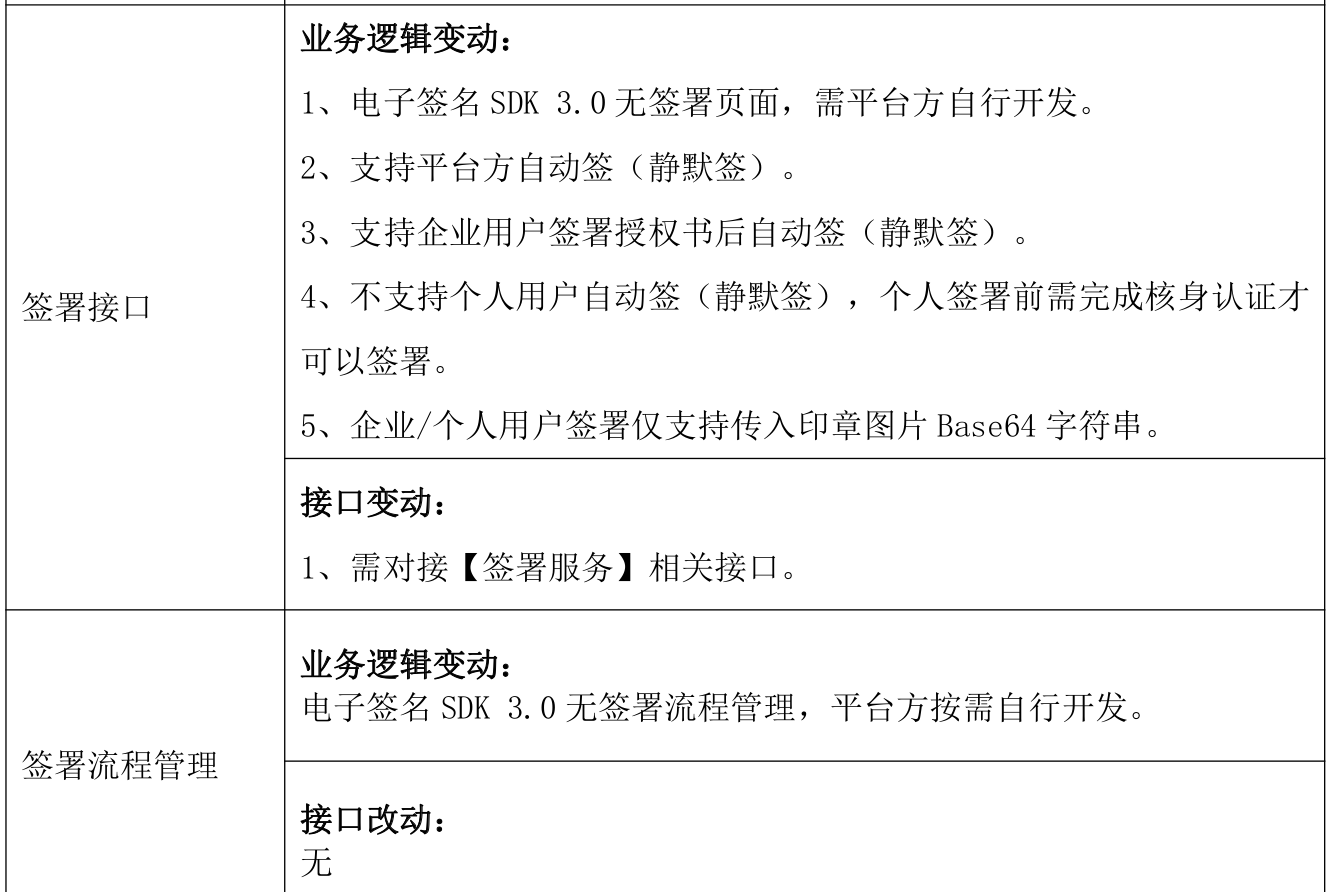 签署接口
业务逻辑变动：
1、电子签名 SDK 3.0 无签署页面，需平台方自行开发。
2、支持平台方自动签（静默签）。
3、支持企业用户签署授权书后自动签（静默签）。
4、不支持个人用户自动签（静默签），个人签署前需完成核身认证才
可以签署。
5、企业/个人用户签署仅支持传入印章图片 Base64 字符串。
接口变动：
1、需对接【签署服务】相关接口。
签署流程管理
业务逻辑变动：
电子签名 SDK 3.0 无签署流程管理，平台方按需自行开发。
接口改动：
无